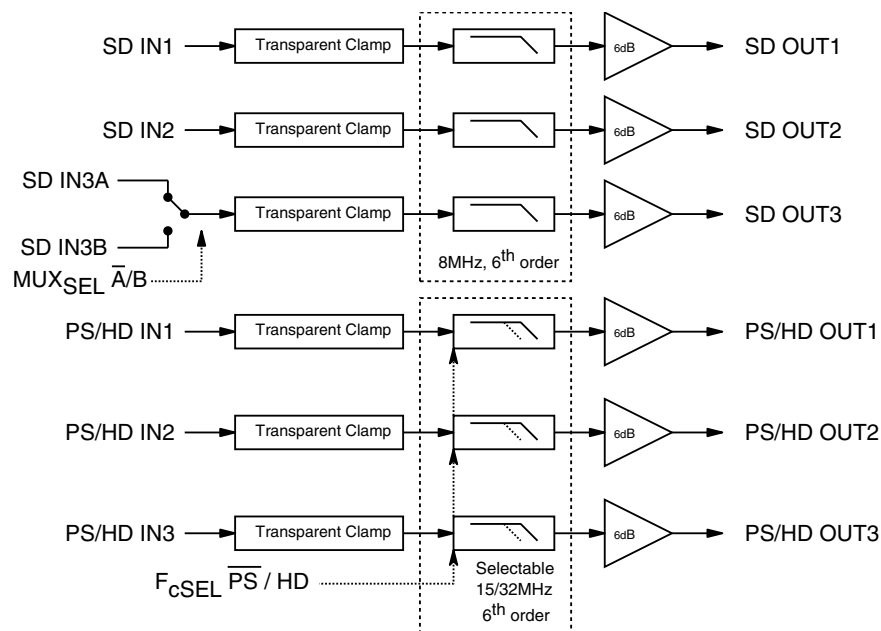 SD IN1 Transparent Clamp 6dB SD OUT1
SD IN2 Transparent Clamp 6dB SD OUT2
SD IN3A
Transparent Clamp 6dB SD OUT3
SD IN3B
8MHz, 6th order
MUXSEL A̅/B
PS/HD IN1 Transparent Clamp 6dB PS/HD OUT1
PS/HD IN2 Transparent Clamp 6dB PS/HD OUT2
PS/HD IN3 Transparent Clamp 6dB PS/HD OUT3
FcSEL P̅S̅ / HD
Selectable
15/32MHz
6th order